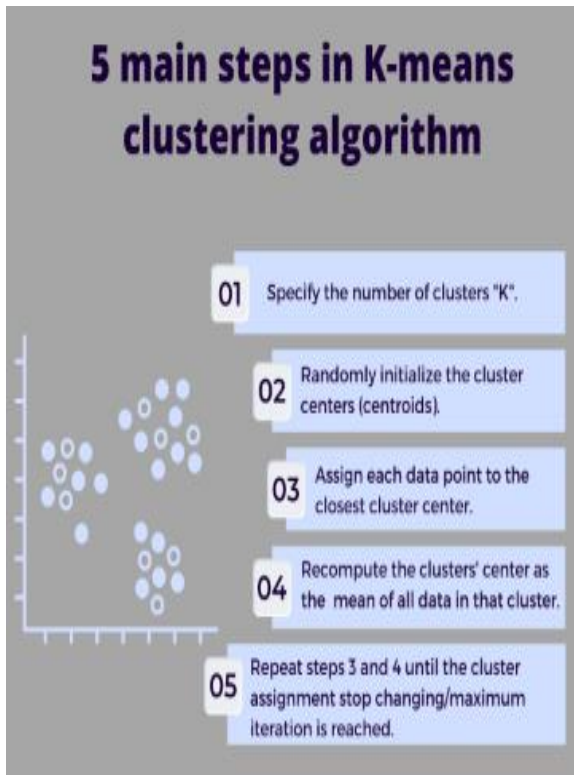 5 main steps in K-means
clustering algorithm
01
Specify the number of clusters "K".
02
Randomly initialize the cluster
centers (centroids).
03
Assign each data point to the
closest cluster center.
04
Recompute the clusters' center as
the mean of all data in that cluster.
05
Repeat steps 3 and 4 until the cluster
assignment stop changing/maximum
iteration is reached.